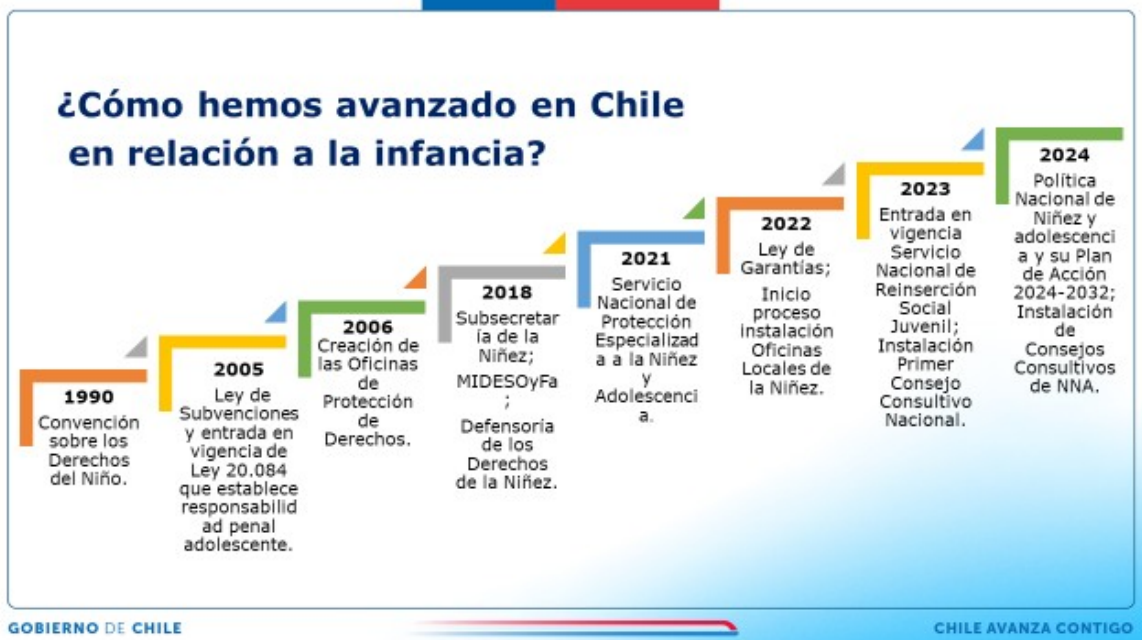 ¿Cómo hemos avanzado en Chile
en relación a la infancia?
1990
Convención
sobre los
Derechos
del Niño.
2005
Ley de
Subvenciones
y entrada en
vigencia de
Ley 20.084
que establece
responsabilid
ad penal
adolescente.
2006
Creación de
las Oficinas
de
Protección
de
Derechos.
2018
Subsecretar
ía de la
Niñez;
MIDESOyFa
;
Defensoría
de los
Derechos
de la Niñez.
2021
Servicio
Nacional de
Protección
Especializad
a a la Niñez
y
Adolescenci
a.
2022
Ley de
Garantías;
Inicio
proceso
instalación
Oficinas
Locales de
la Niñez.
2023
Entrada en
vigencia
Servicio
Nacional de
Reinserción
Social
Juvenil;
Instalación
Primer
Consejo
Consultivo
Nacional.
2024
Política
Nacional de
Niñez y
adolescenci
a y su Plan
de Acción
2024-2032;
Instalación
de
Consejos
Consultivos
de NNA.
GOBIERNO DE CHILE
CHILE AVANZA CONTIGO